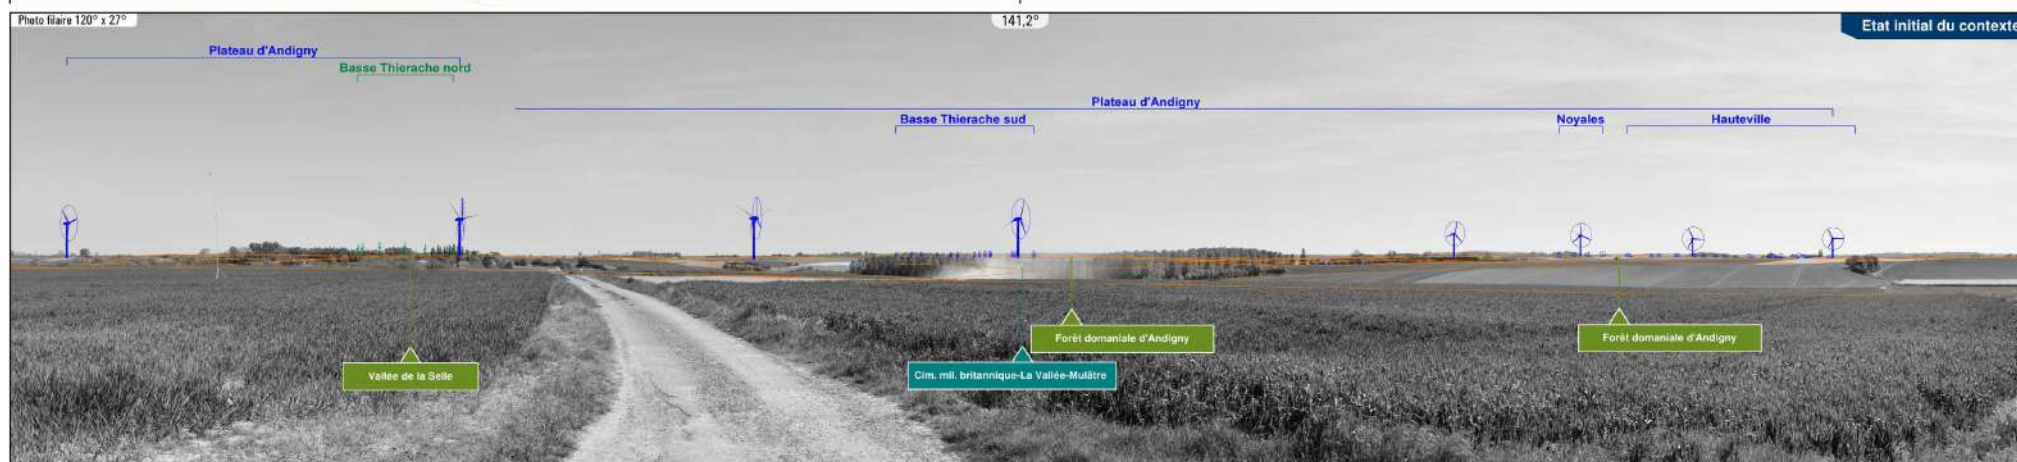 Photo filaire 120° x 27°
141,2°
Etat initial du contexte
Plateau d'Andigny
Basse Thierache nord
Plateau d'Andigny
Basse Thierache sud
Noyales
Hauteville
Forêt domaniale d'Andigny
Forêt domaniale d'Andigny
Vallée de la Selle
Cim. mil. britannique-La Vallée-Mulâtre